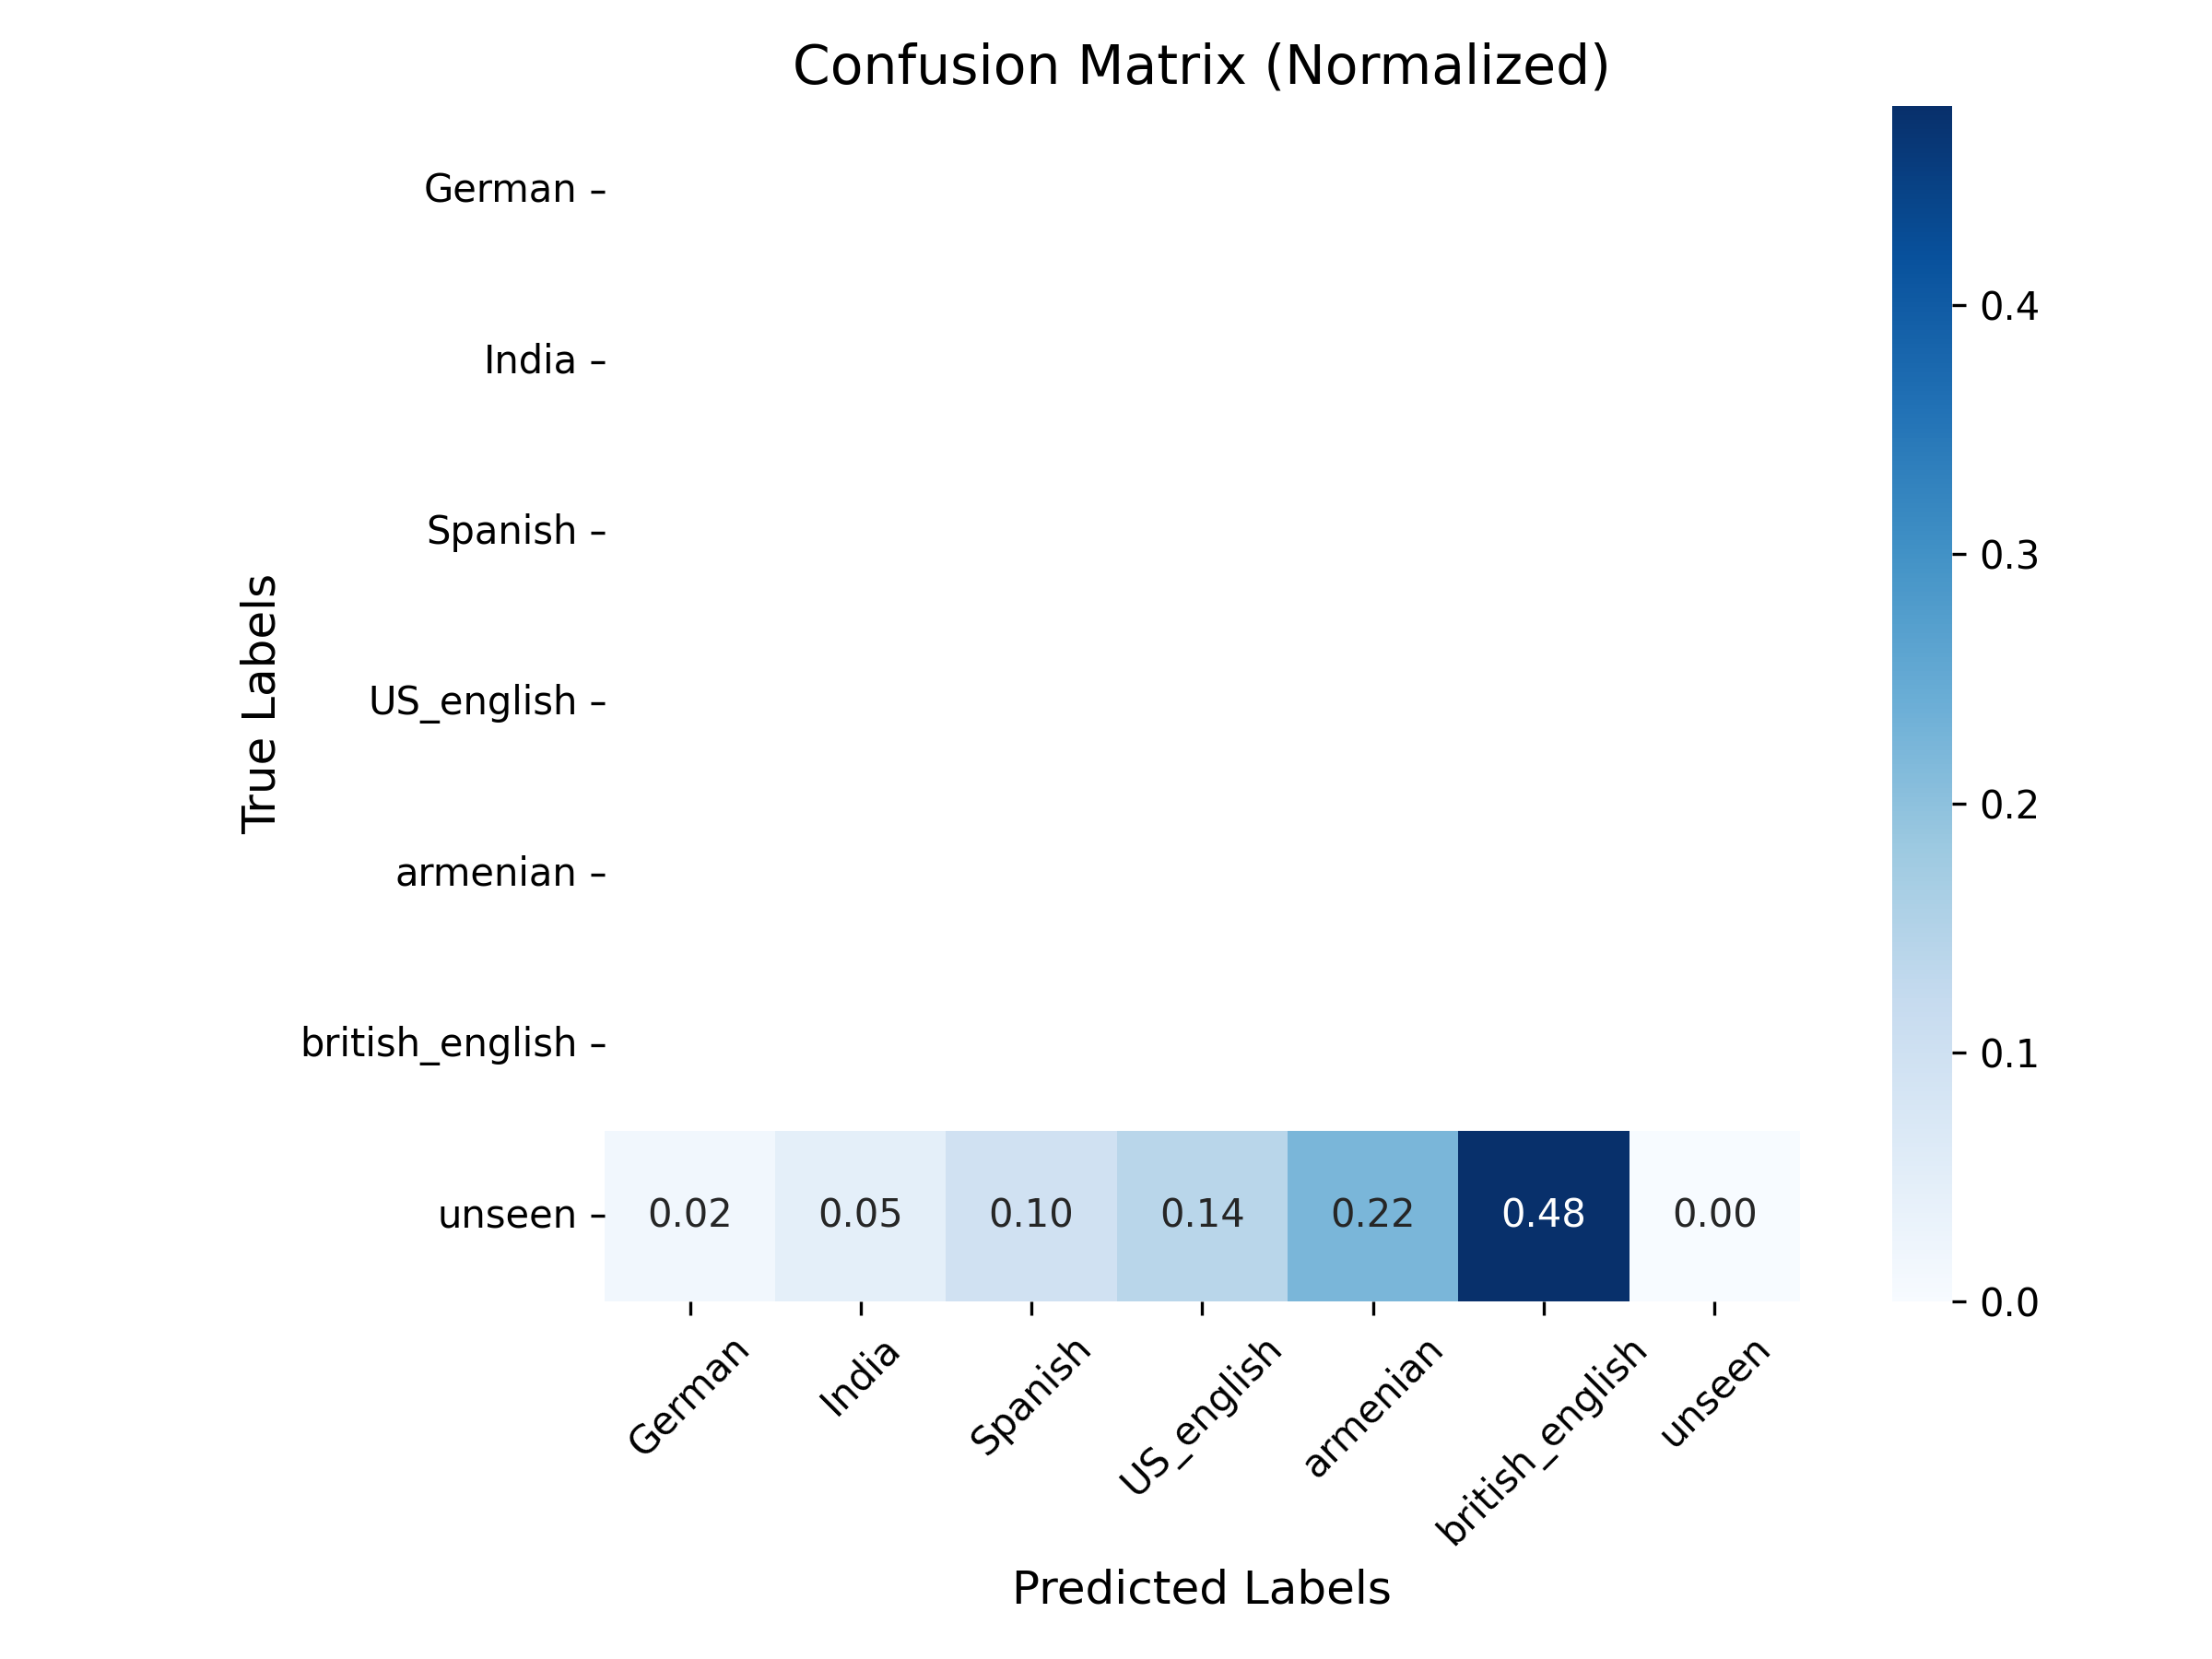 Confusion Matrix (Normalized)
True Labels
German
India
Spanish
US_english
armenian
british_english
unseen
0.02 0.05 0.10 0.14 0.22 0.48 0.00
German India Spanish US_english armenian british_english unseen
Predicted Labels
0.4
0.3
0.2
0.1
0.0